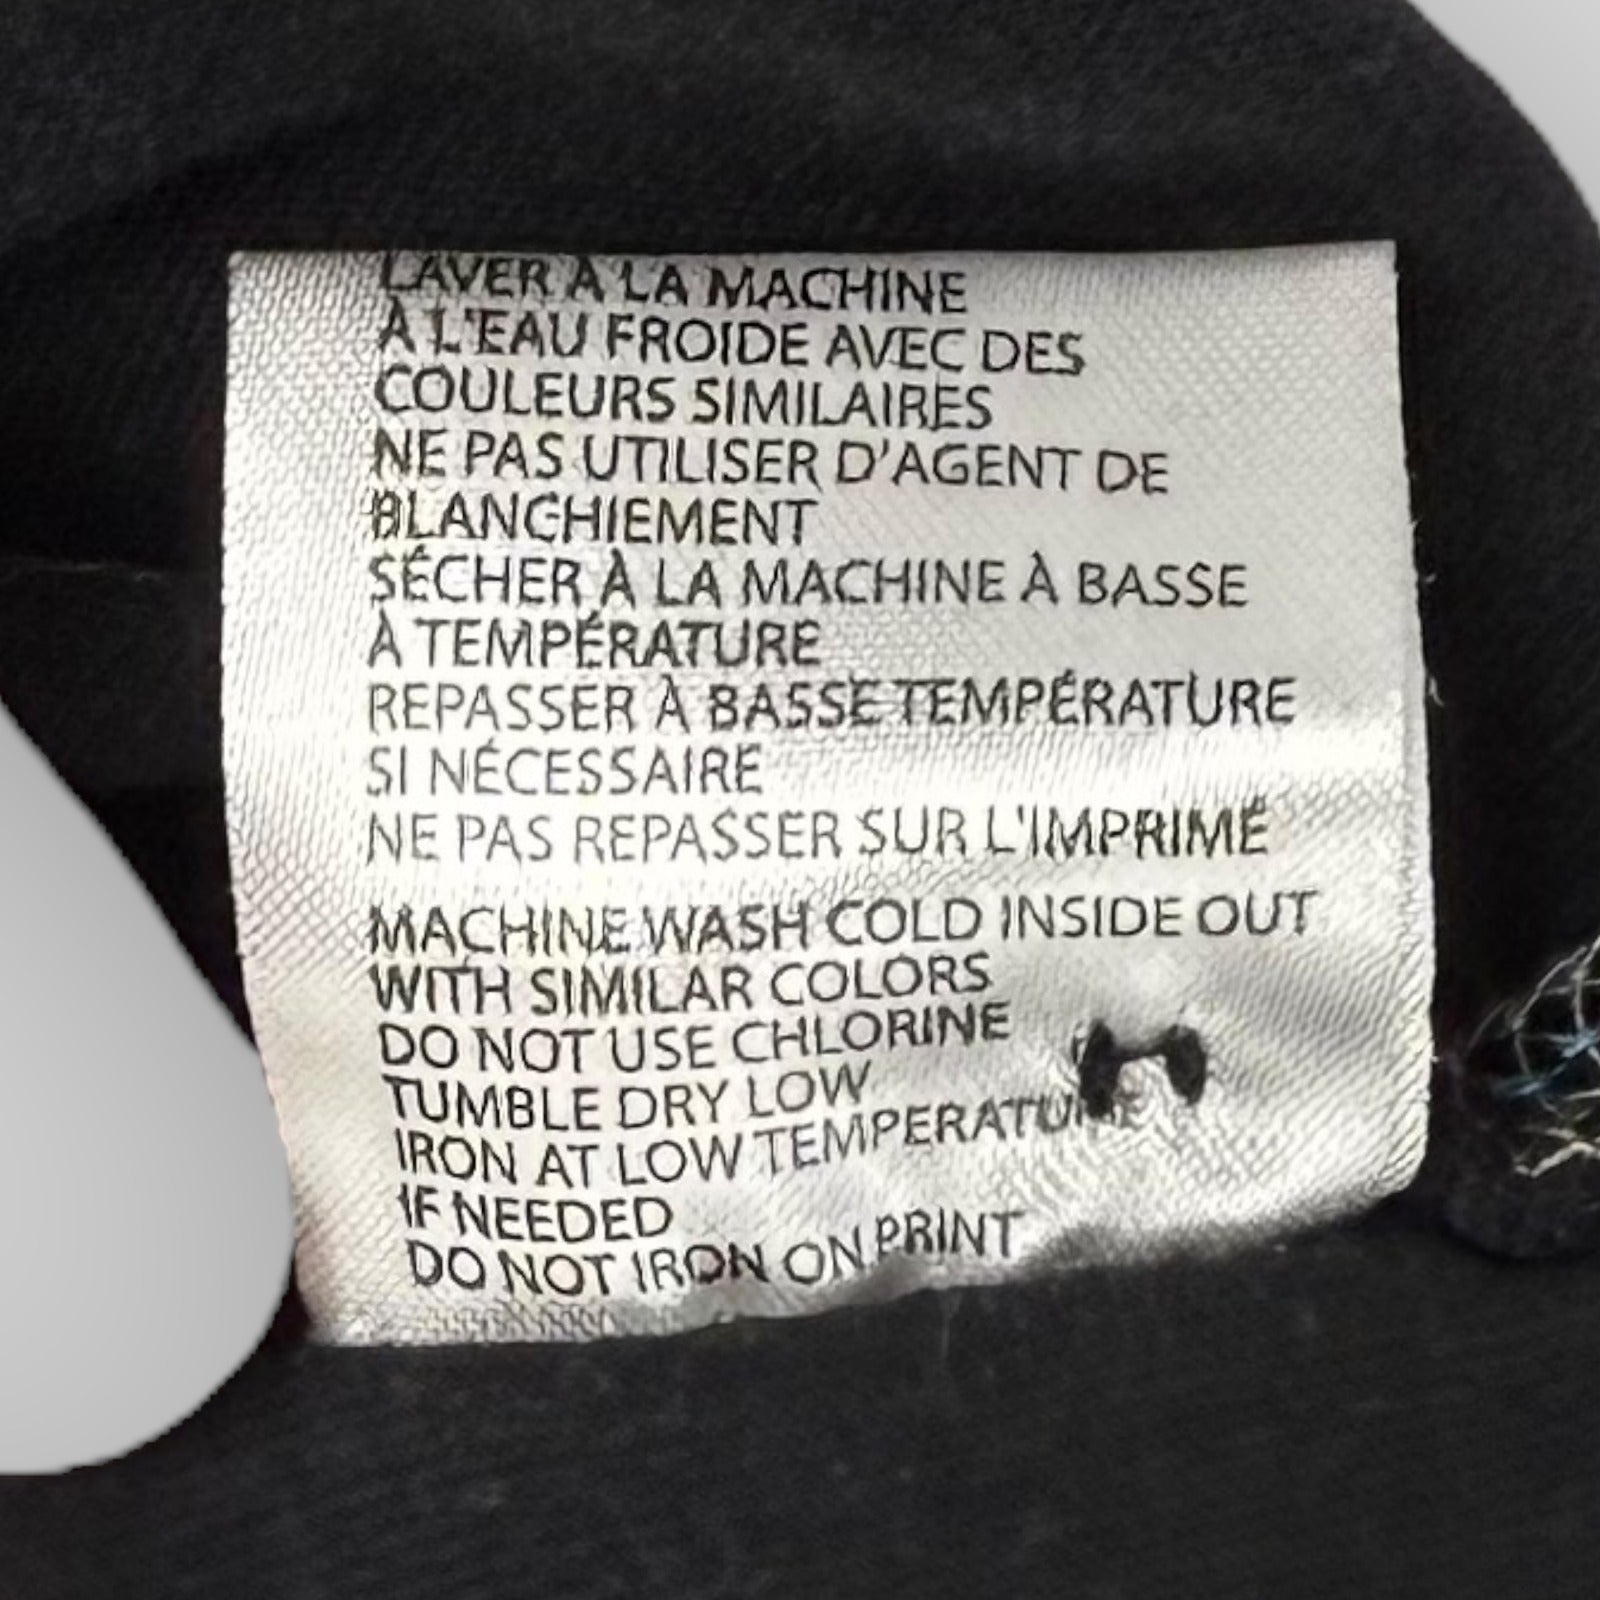 LAVER À LA MACHINE
À L'EAU FROIDE AVEC DES
COULEURS SIMILAIRES
NE PAS UTILISER D'AGENT DE
BLANCHIEMENT
SÉCHER À LA MACHINE À BASSE
À TEMPÉRATURE
REPASSER À BASSE TEMPÉRATURE
SI NÉCESSAIRE
NE PAS REPASSER SUR L'IMPRIMÉ
MACHINE WASH COLD INSIDE OUT
WITH SIMILAR COLORS
DO NOT USE CHLORINE
TUMBLE DRY LOW
IRON AT LOW TEMPERATURE
IF NEEDED
DO NOT IRON ON PRINT